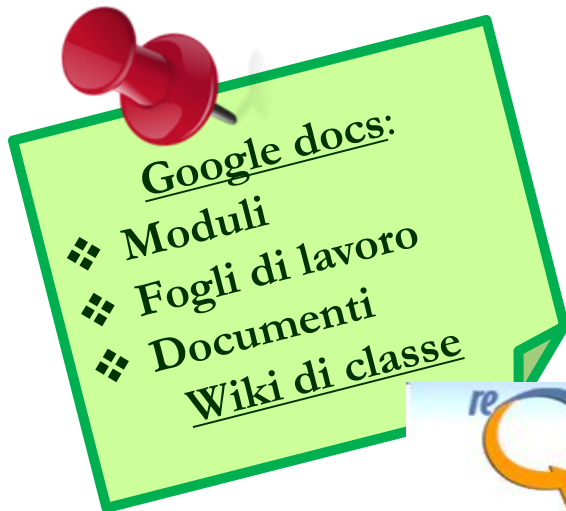 Google docs:
❖ Moduli
❖ Fogli di lavoro
❖ Documenti
Wiki di classe
re